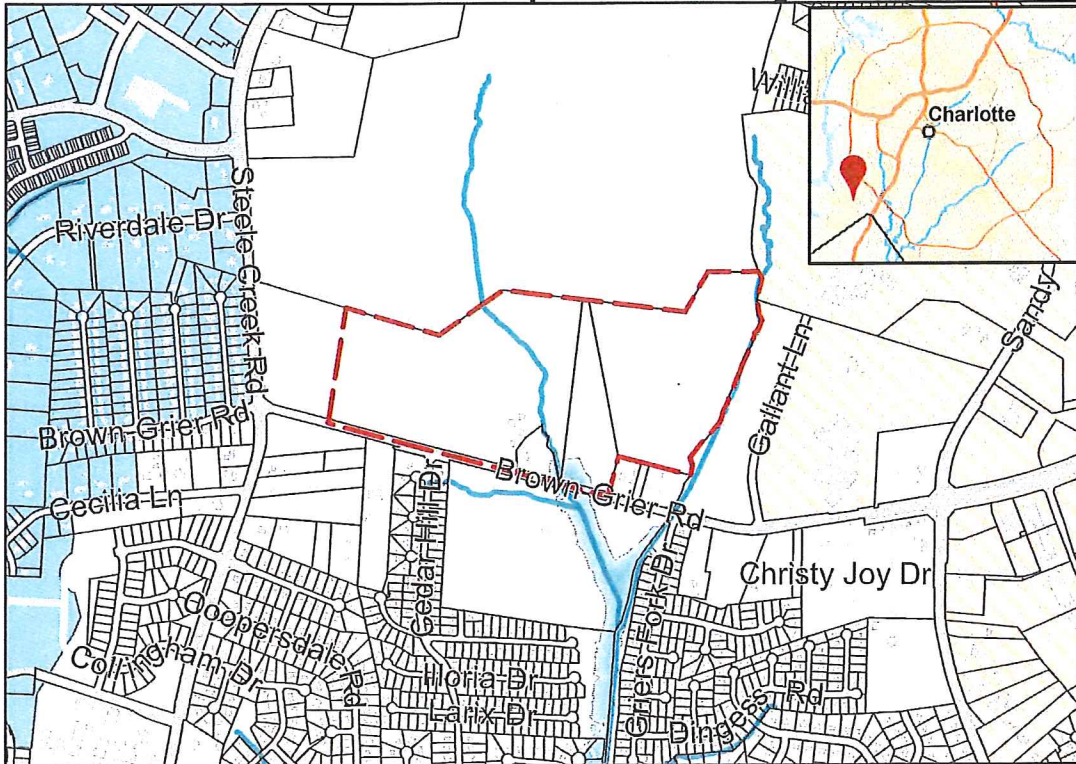 Charlotte
Riverdale Dr
Steele Creek Rd
Sandy
Gallant Ln
Brown-Grier Rd
Brown-Grier Rd
Cecilia Ln
Cedar Hill Dr
Christy Joy Dr
Griers Fork Dr
Coopersdale Rd
Collingham Dr
Iloria Dr
Larix Dr
Dingess Rd